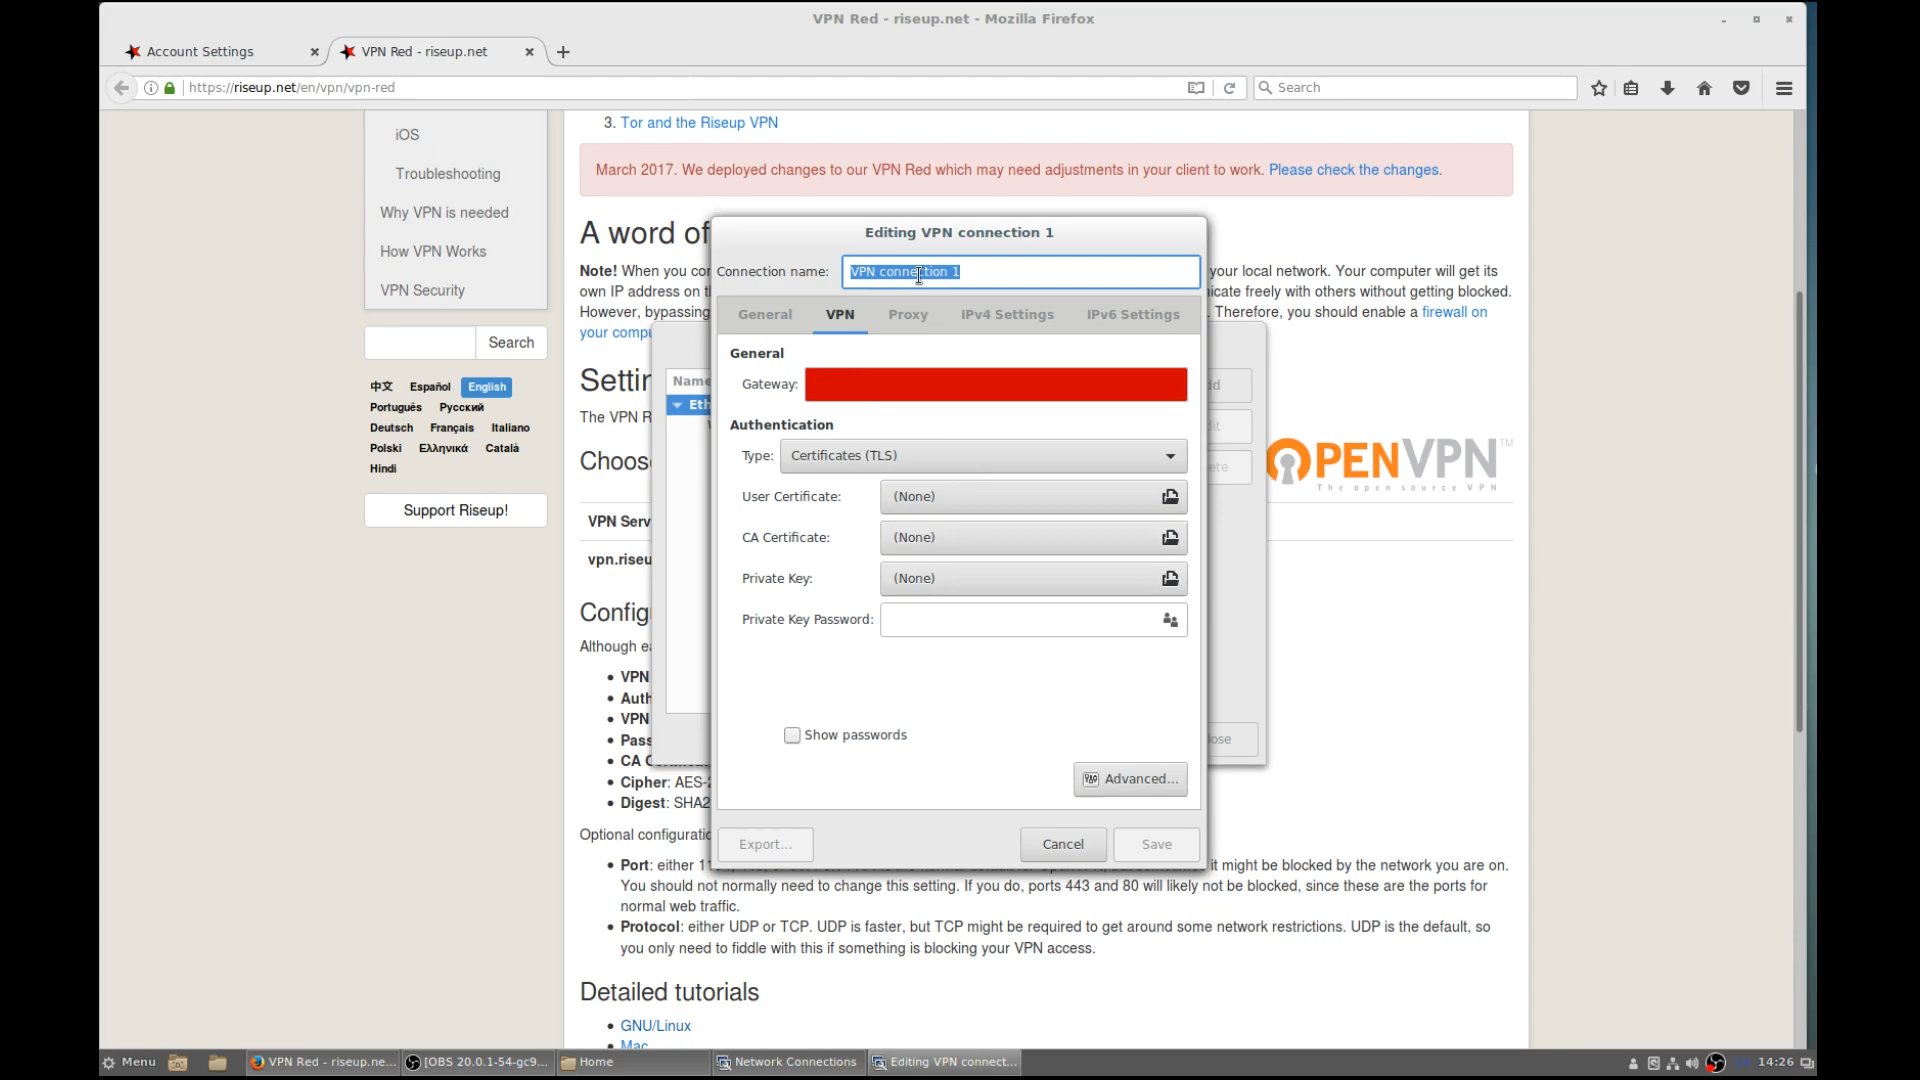 VPN Red - riseup.net - Mozilla Firefox
Account Settings
VPN Red - riseup.net
https://riseup.net/en/vpn/vpn-red
Search
iOS
Troubleshooting
Why VPN is needed
How VPN Works
VPN Security
Search
中文 Español English
Português Русский
Deutsch Français Italiano
Polski Ελληνικά Català
Hindi
Support Riseup!
3. Tor and the Riseup VPN
March 2017. We deployed changes to our VPN Red which may need adjustments in your client to work. Please check the changes.
A word of
Note! When you your local network. Your computer will get its
own IP address on freely with others without getting blocked.
However, bypassing Therefore, you should enable a firewall on
your
The VPN
OPENVPN™
The open source VPN
VPN
Although
VPN
VPN
CA
Cipher: AES-
Digest:
Optional
Port: either it might be blocked by the network you are on.
You should not normally need to change this setting. If you do, ports 443 and 80 will likely not be blocked, since these are the ports for
normal web traffic.
Protocol: either UDP or TCP. UDP is faster, but TCP might be required to get around some network restrictions. UDP is the default, so
you only need to fiddle with this if something is blocking your VPN access.
Detailed tutorials
GNU/Linux
Mac
Name
Editing VPN connection 1
Connection name: VPN connection 1
General VPN Proxy IPv4 Settings IPv6 Settings
General
Gateway:
Authentication
Type: Certificates (TLS)
User Certificate: (None)
CA Certificate: (None)
Private Key: (None)
Private Key Password:
Show passwords
Advanced...
Export... Cancel Save
Menu VPN Red - riseup.ne... [OBS 20.0.1-54-gc9... Home Network Connections Editing VPN connect... 14:26